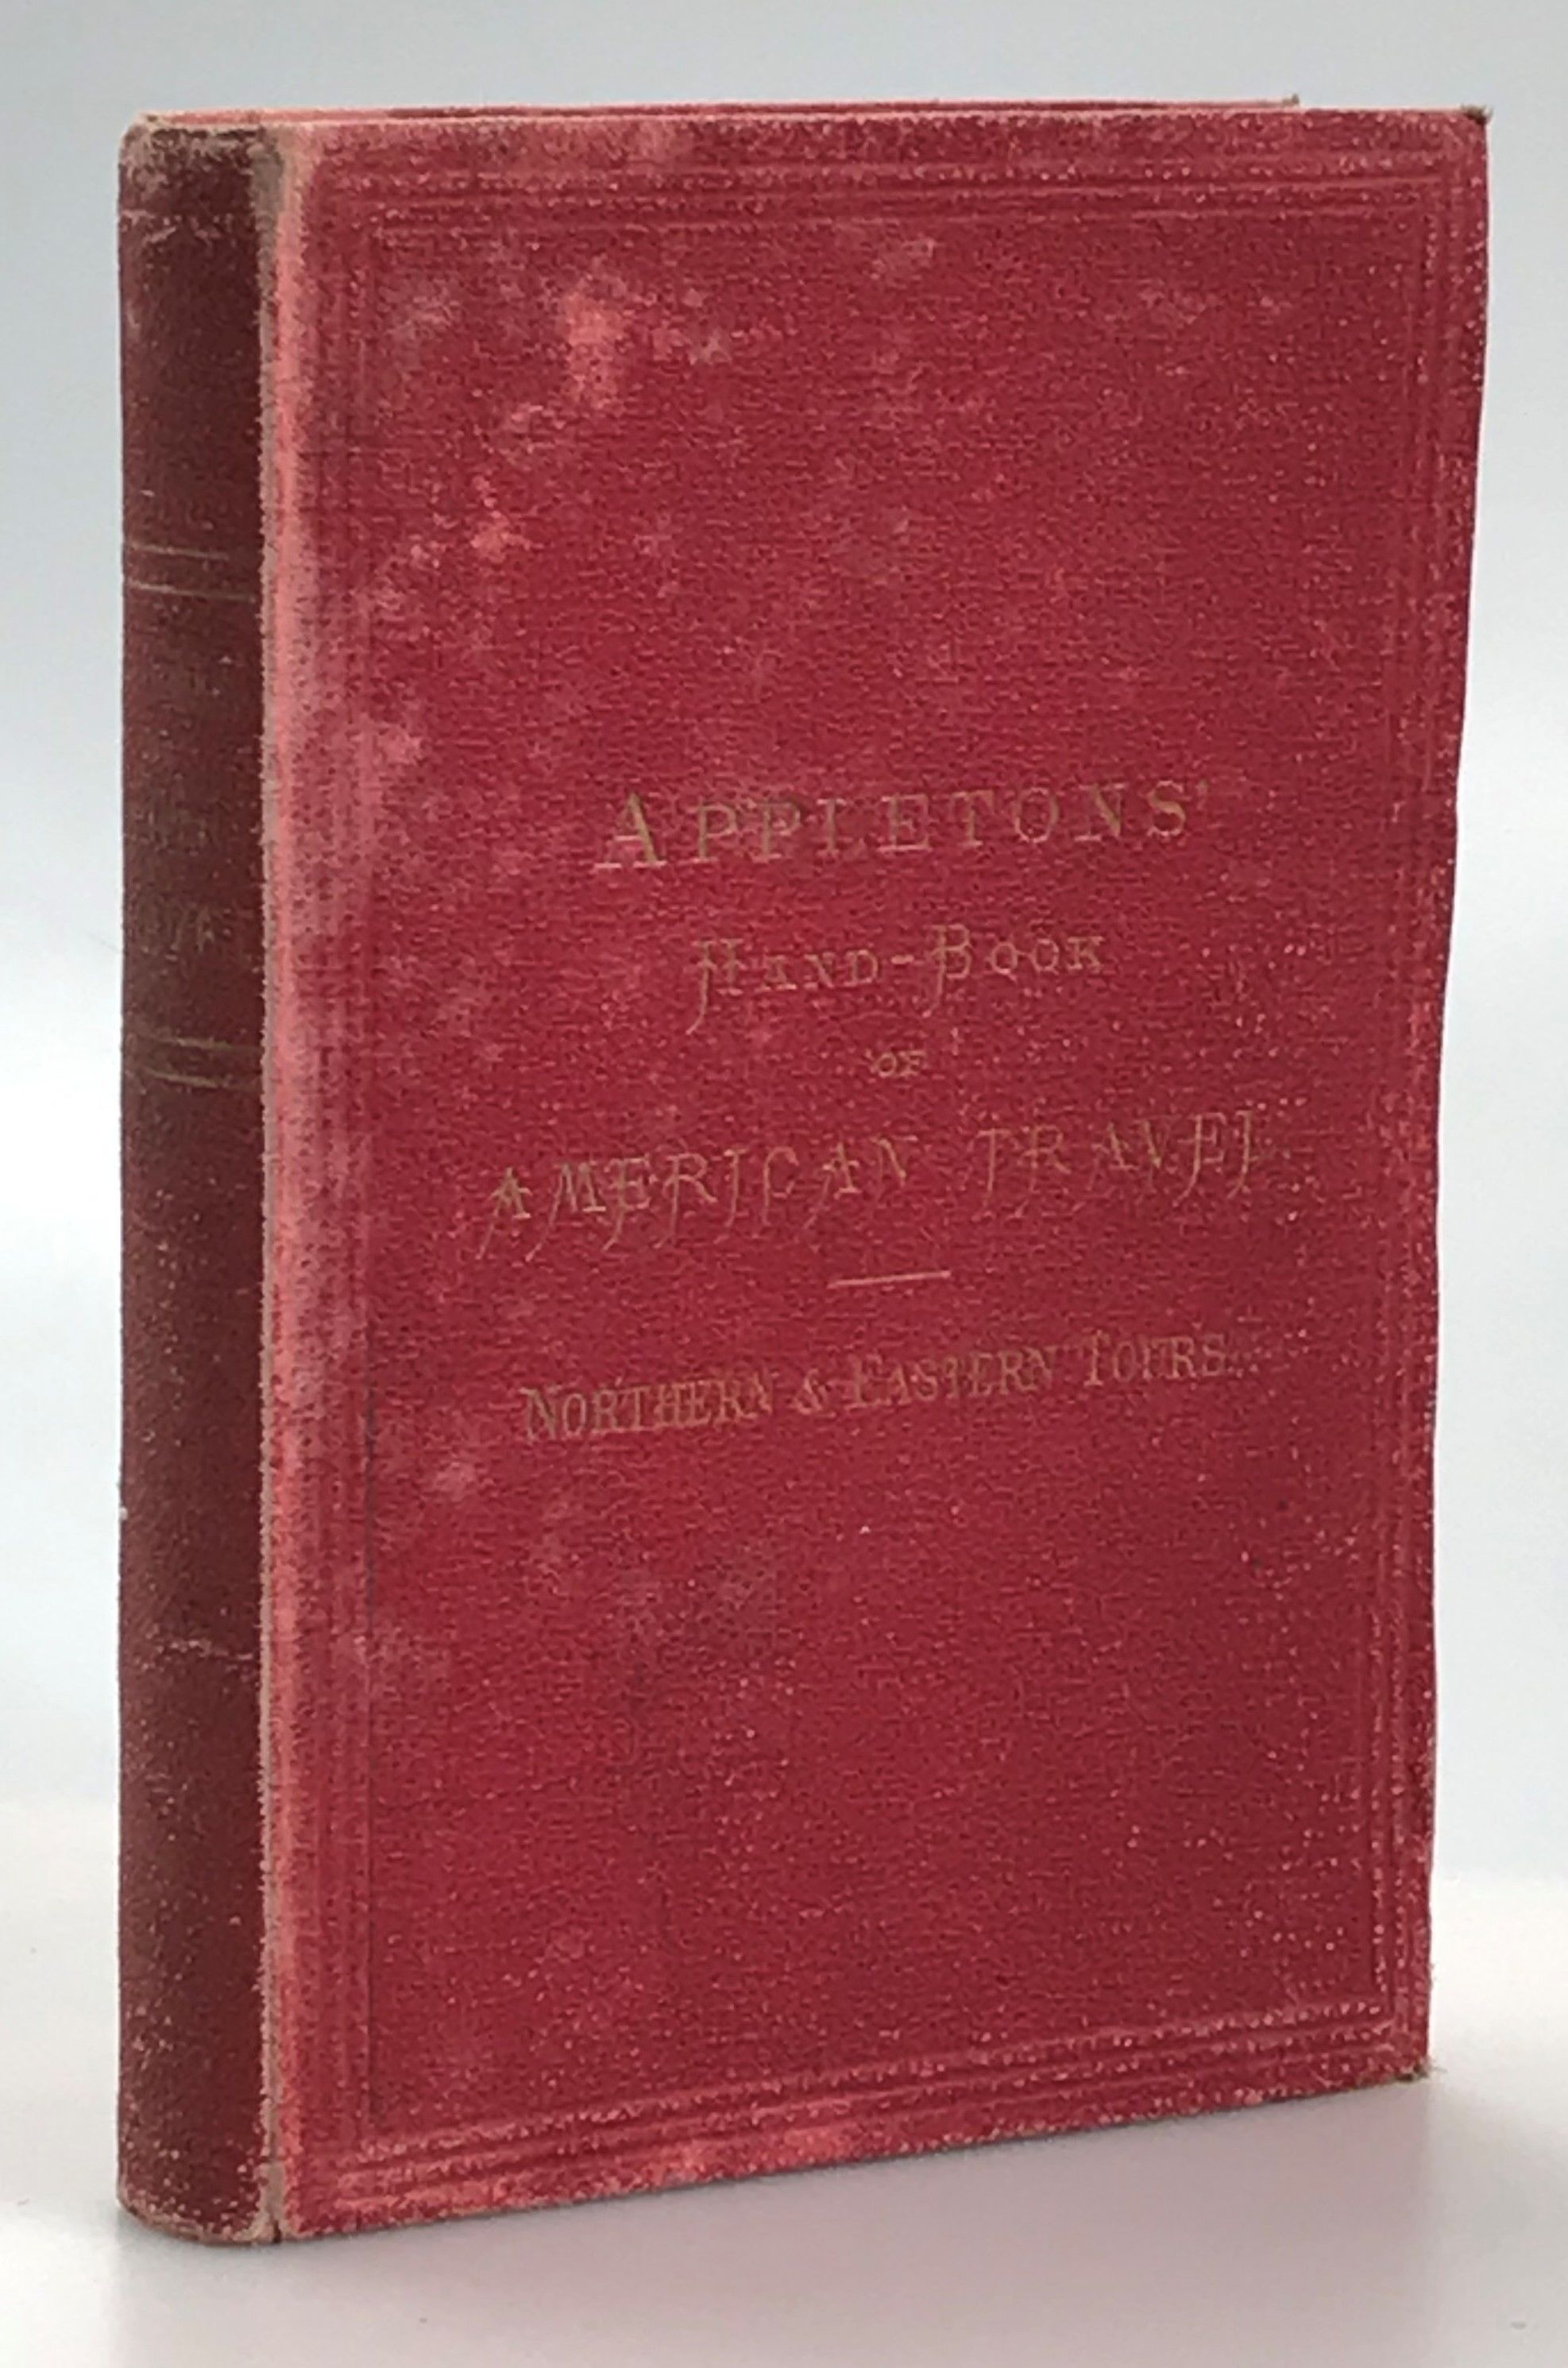 APPLETONS'
HAND-BOOK
OF
AMERICAN TRAVEL.
NORTHERN & EASTERN TOURS.